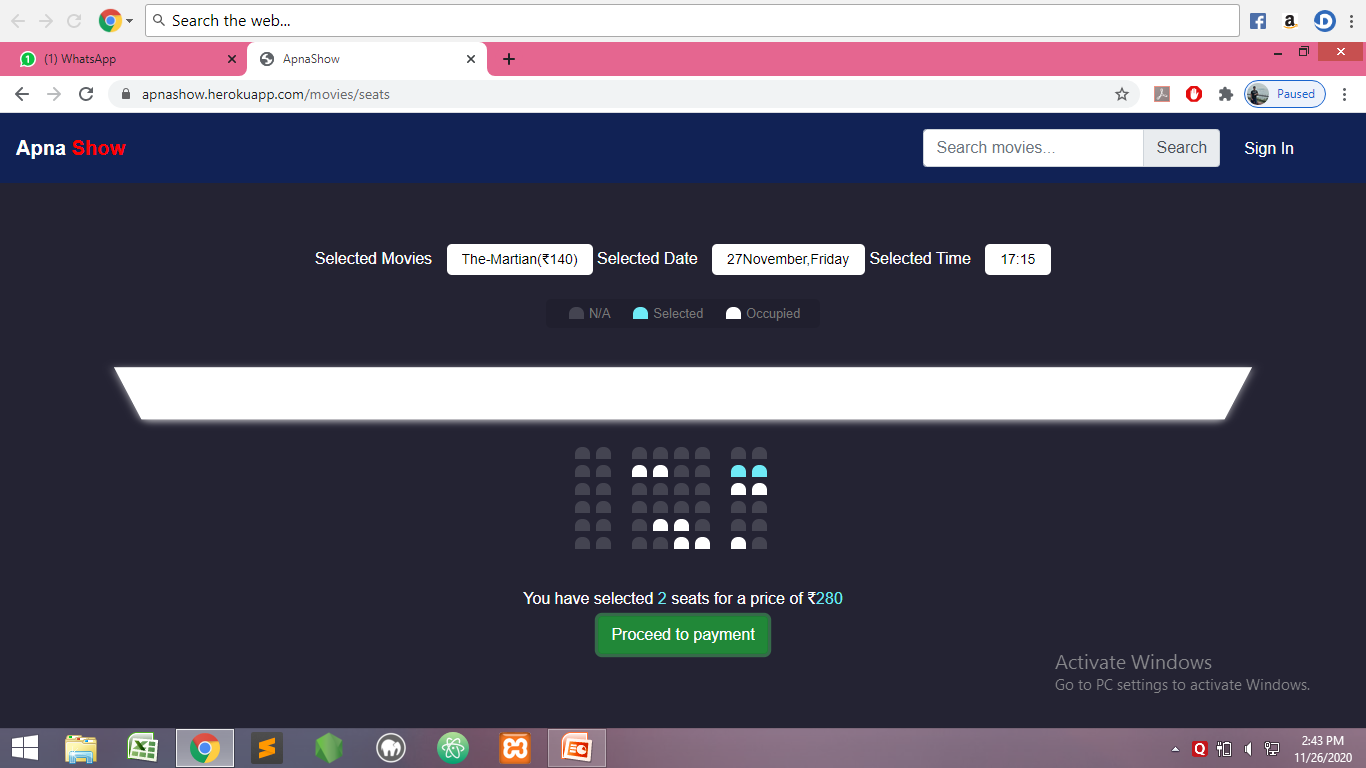 Search the web...
(1) WhatsApp
ApnaShow
apnashow.herokuapp.com/movies/seats
Paused
Apna Show
Search movies...
Search
Sign In
Selected Movies The-Martian(₹140) Selected Date 27November,Friday Selected Time 17:15
N/A Selected Occupied
You have selected 2 seats for a price of ₹280
Proceed to payment
Activate Windows
Go to PC settings to activate Windows.
2:43 PM
11/26/2020